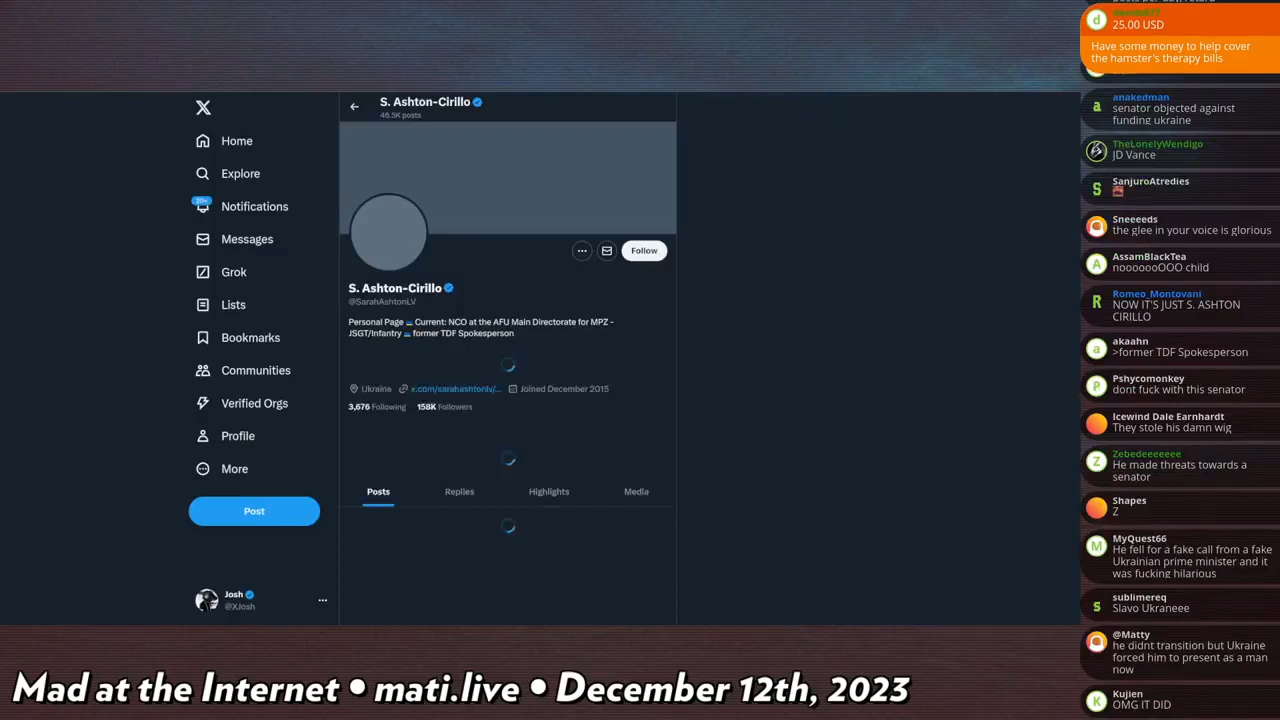 S. Ashton-Cirillo
48.5K posts
Home
Explore
20+
Notifications
Messages
Grok
Lists
Bookmarks
Communities
Verified Orgs
Profile
More
Post
Josh
@XJosh
Follow
S. Ashton-Cirillo
@SarahAshtonLV
Personal Page
Current: NCO at the AFU Main Directorate for MPZ -
JSGT/Infantry
former TDF Spokesperson
Ukraine
x.com/sarahashtonlv/...
Joined December 2015
3,676 Following
158K Followers
Posts
Replies
Highlights
Media
d
25.00 USD
Have some money to help cover
the hamster's therapy bills
a
anakedman
senator objected against
funding ukraine
TheLonelyWendigo
JD Vance
S
SanjuroAtredies
Sneeeds
the glee in your voice is glorious
A
AssamBlackTea
nooooooOOO child
R
Romeo_Montovani
NOW IT'S JUST S. ASHTON
CIRILLO
a
akaahn
>former TDF Spokesperson
P
Pshycomonkey
dont fuck with this senator
Icewind Dale Earnhardt
They stole his damn wig
Z
Zebedeeeeeee
He made threats towards a
senator
Shapes
Z
M
MyQuest66
He fell for a fake call from a fake
Ukrainian prime minister and it
was fucking hilarious
s
sublimereq
Slavo Ukraneee
@Matty
he didnt transition but Ukraine
forced him to present as a man
now
K
Kujien
OMG IT DID
Mad at the Internet • mati.live • December 12th, 2023